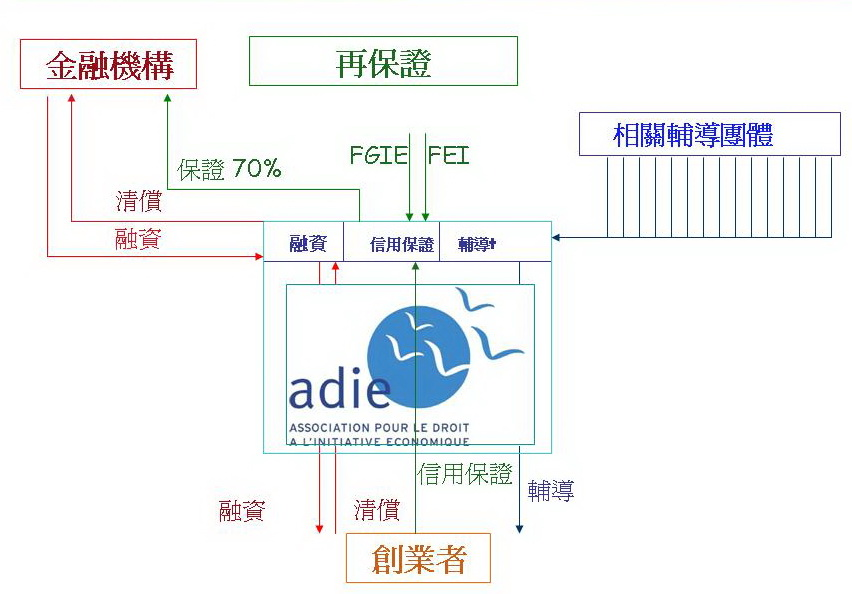 金融機構
再保證
相關輔導團體
FGIE
FEI
保證 70%
清償
融資
融資
信用保證
輔導
adie
ASSOCIATION POUR LE DROIT
A L'INITIATIVE ECONOMIQUE
信用保證
輔導
融資
清償
創業者